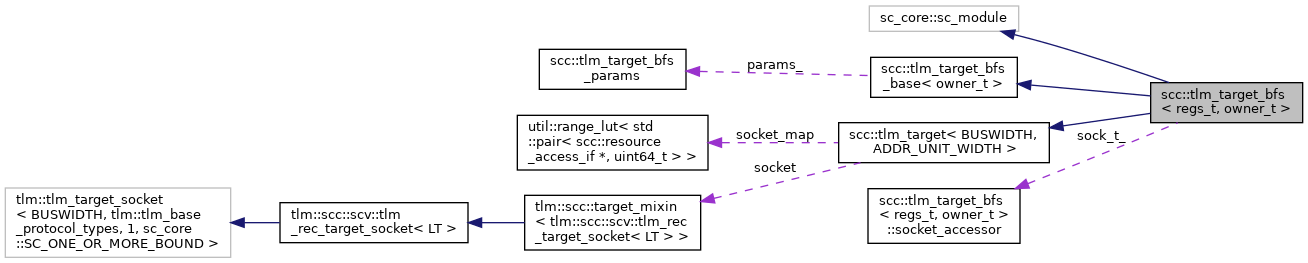 sc_core::sc_module
scc::tlm_target_bfs
_params
params_
scc::tlm_target_bfs
_base< owner_t >
scc::tlm_target_bfs
< regs_t, owner_t >
util::range_lut< std
::pair< scc::resource
_access_if *, uint64_t > >
socket_map
scc::tlm_target< BUSWIDTH,
ADDR_UNIT_WIDTH >
sock_t_
socket
tlm::tlm_target_socket
< BUSWIDTH, tlm::tlm_base
_protocol_types, 1, sc_core
::SC_ONE_OR_MORE_BOUND >
tlm::scc::scv::tlm
_rec_target_socket< LT >
tlm::scc::target_mixin
< tlm::scc::scv::tlm_rec
_target_socket< LT > >
scc::tlm_target_bfs
< regs_t, owner_t >
::socket_accessor